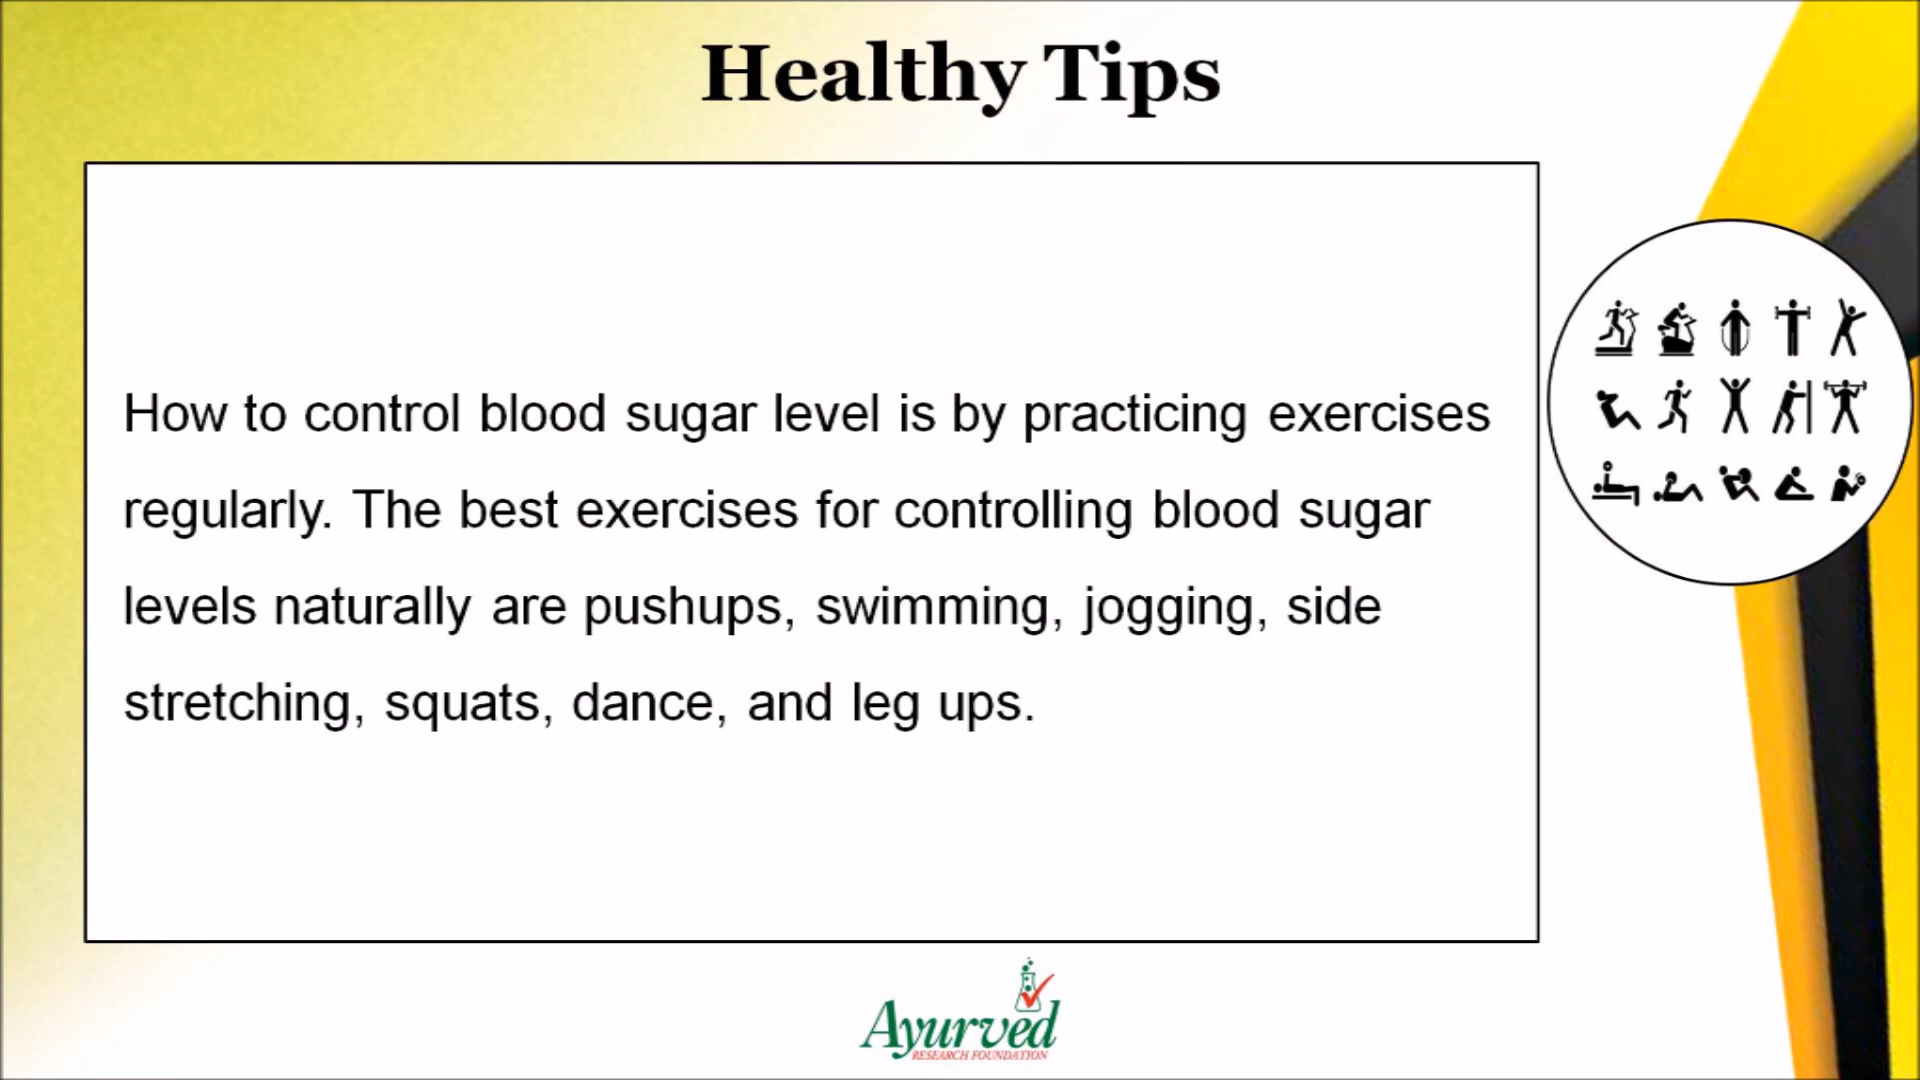 Healthy Tips
How to control blood sugar level is by practicing exercises
regularly. The best exercises for controlling blood sugar
levels naturally are pushups, swimming, jogging, side
stretching, squats, dance, and leg ups.
Ayurved
RESEARCH FOUNDATION